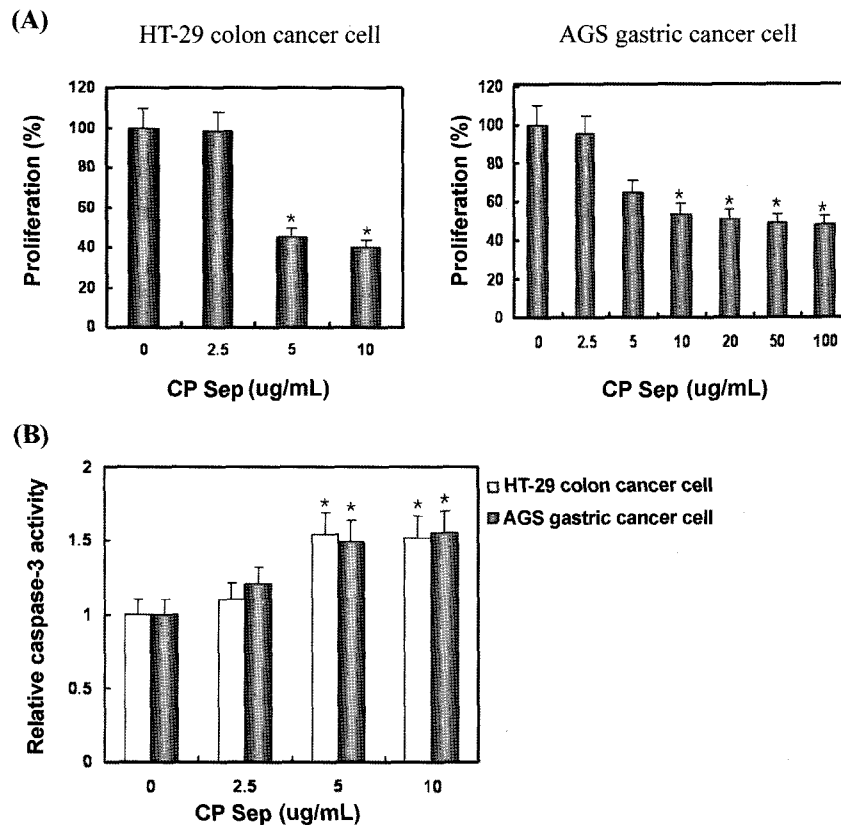 (A)
HT-29 colon cancer cell
AGS gastric cancer cell
Proliferation (%)
120
100
80
60
40
20
0
*
*
0 2.5 5 10
CP Sep (ug/mL)
Proliferation (%)
120
100
80
60
40
20
0
* * * *
0 2.5 5 10 20 50 100
CP Sep (ug/mL)
(B)
Relative caspase-3 activity
2
1.5
1
0.5
0
* * * *
0 2.5 5 10
CP Sep (ug/mL)
HT-29 colon cancer cell
AGS gastric cancer cell